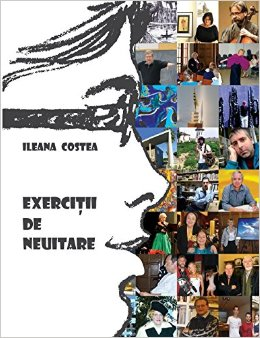 ILEANA COSTEA
EXERCIȚII
DE
NEUITARE